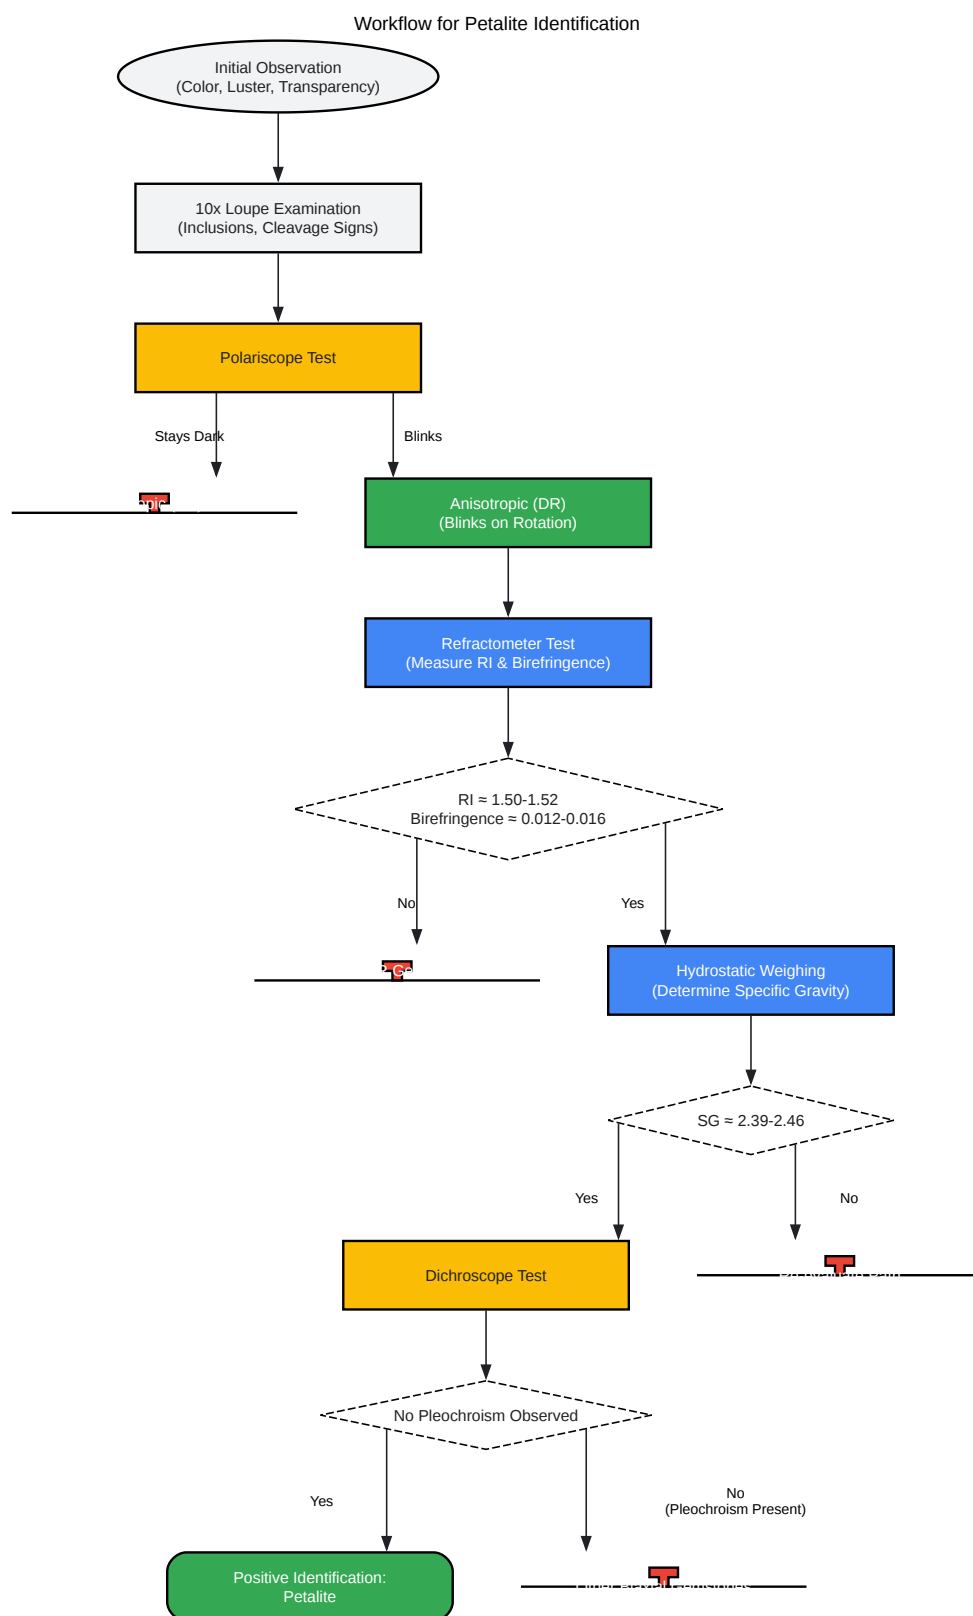 Workflow for Petalite Identification
Initial Observation
(Color, Luster, Transparency)
10x Loupe Examination
(Inclusions, Cleavage Signs)
Polariscope Test
Stays Dark
Blinks
Anisotropic (DR)
(Blinks on Rotation)
Refractometer Test
(Measure RI & Birefringence)
RI ≈ 1.50-1.52
Birefringence ≈ 0.012-0.016
No
Yes
Hydrostatic Weighing
(Determine Specific Gravity)
SG ≈ 2.39-2.46
Yes
No
Dichroscope Test
No Pleochroism Observed
Yes
No
(Pleochroism Present)
Positive Identification:
Petalite